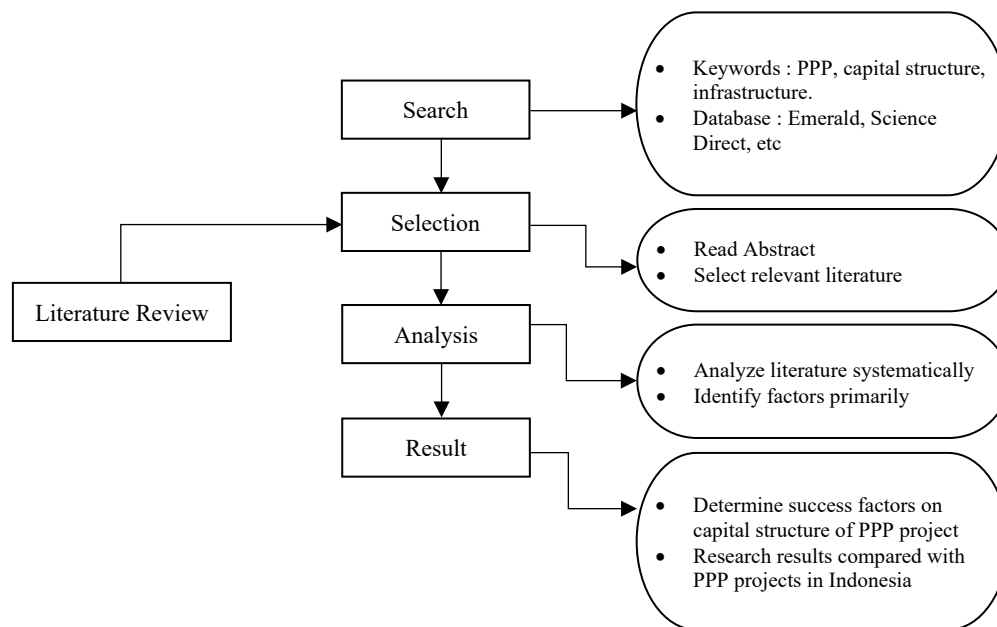 Search
• Keywords : PPP, capital structure,
infrastructure.
• Database : Emerald, Science
Direct, etc
Selection
• Read Abstract
• Select relevant literature
Literature Review
Analysis
• Analyze literature systematically
• Identify factors primarily
Result
• Determine success factors on
capital structure of PPP project
• Research results compared with
PPP projects in Indonesia